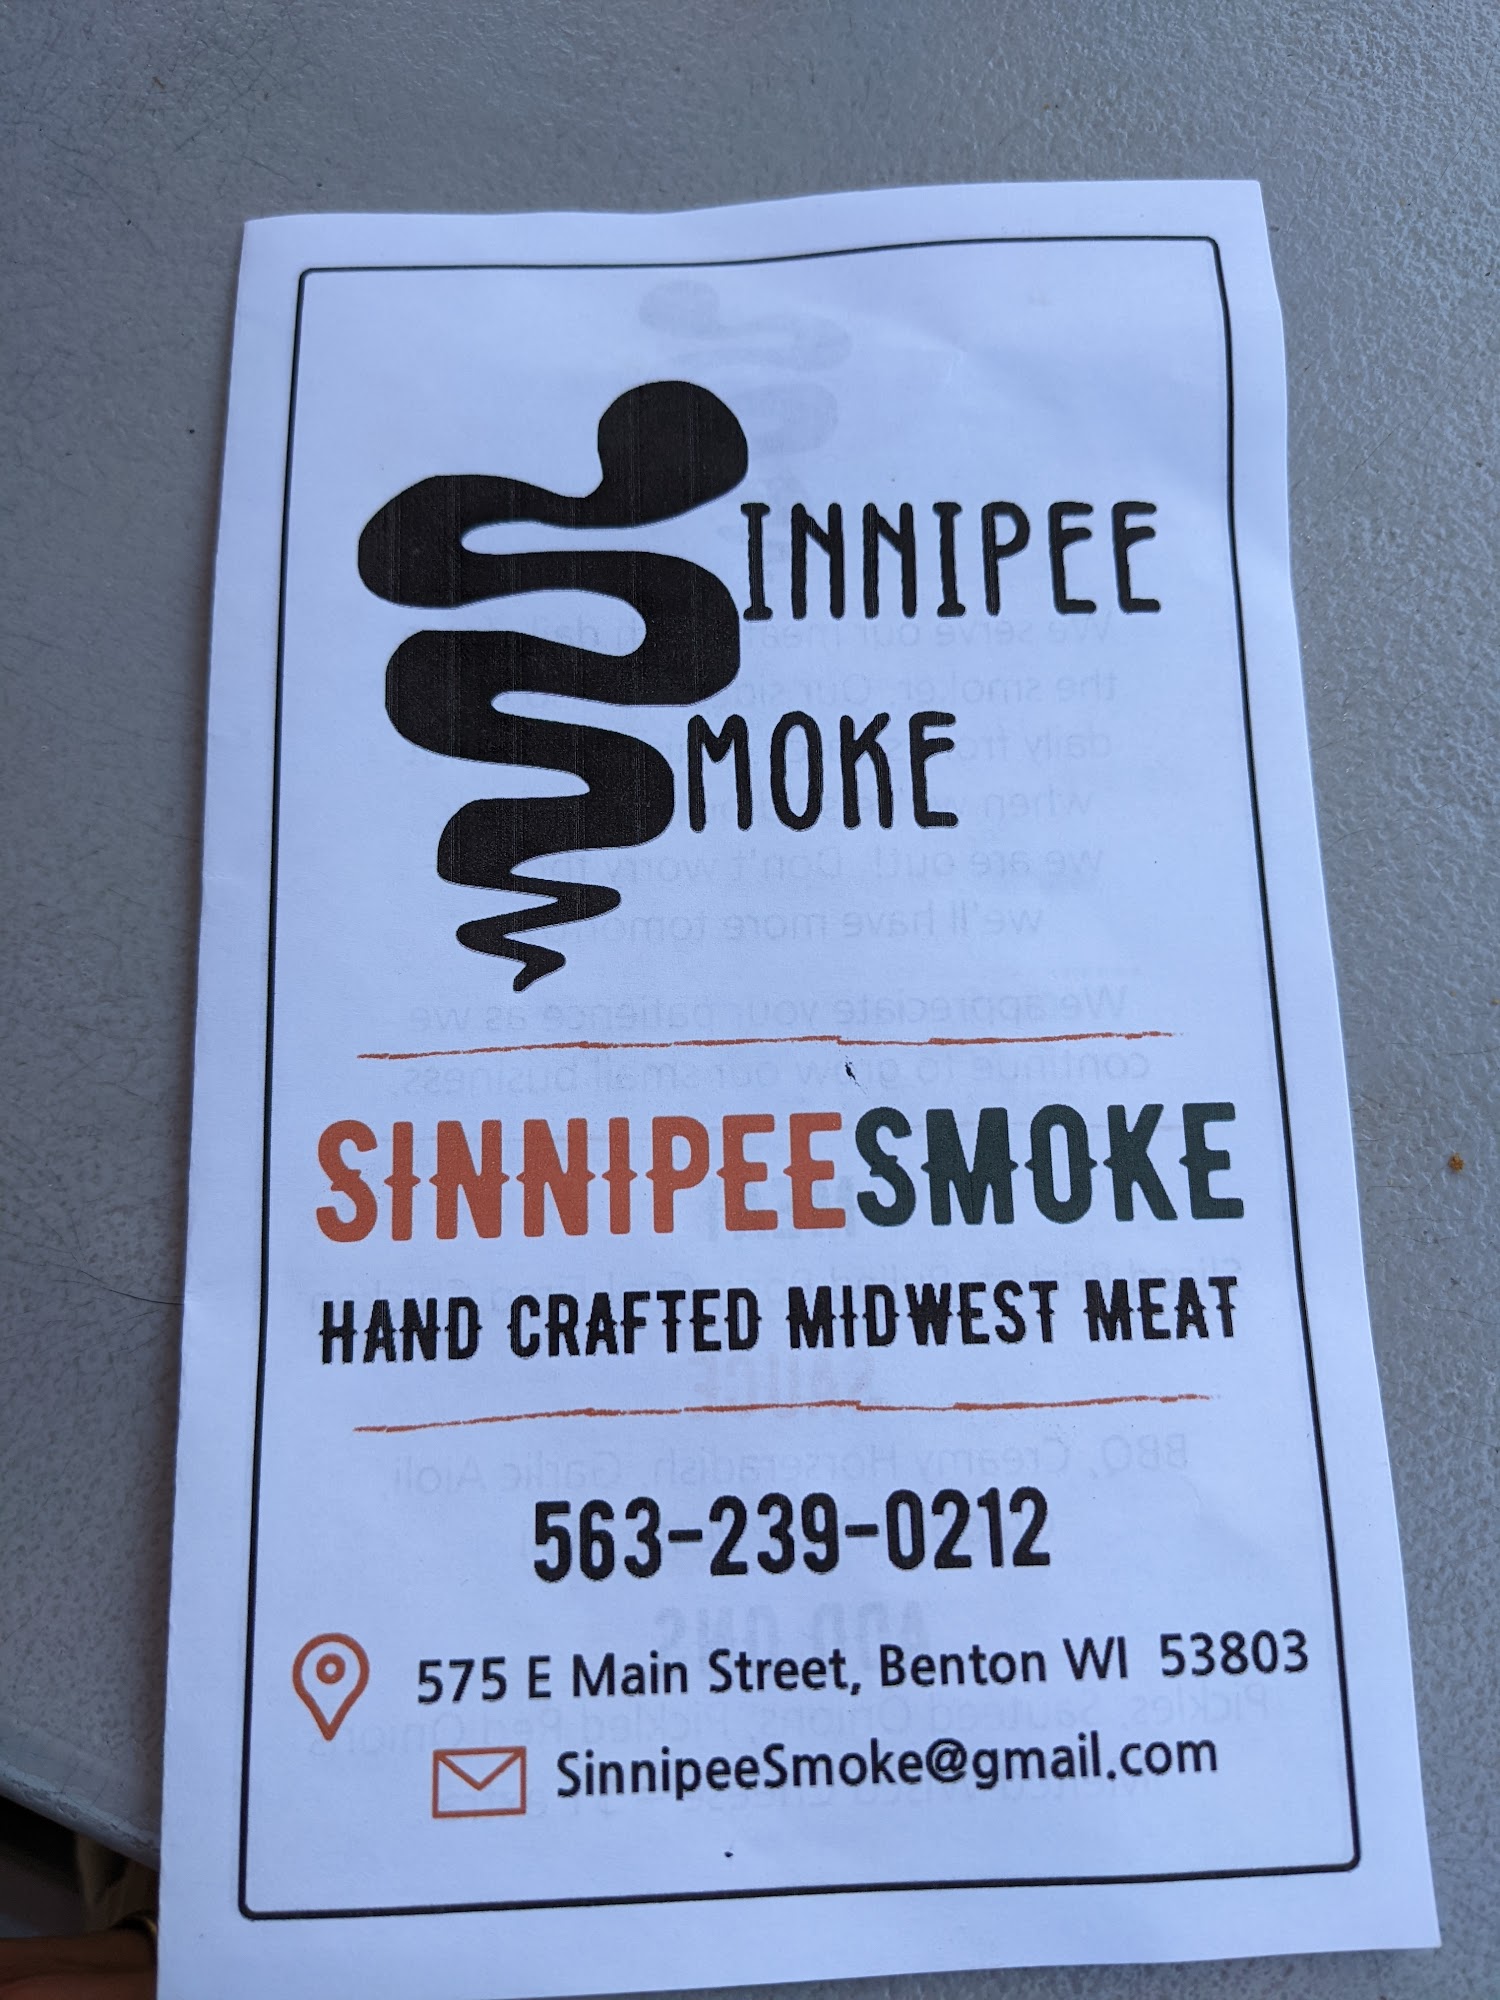 SINNIPEE
SMOKE
SINNIPEESMOKE
HAND CRAFTED MIDWEST MEAT
563-239-0212
575 E Main Street, Benton WI 53803
SinnipeeSmoke@gmail.com